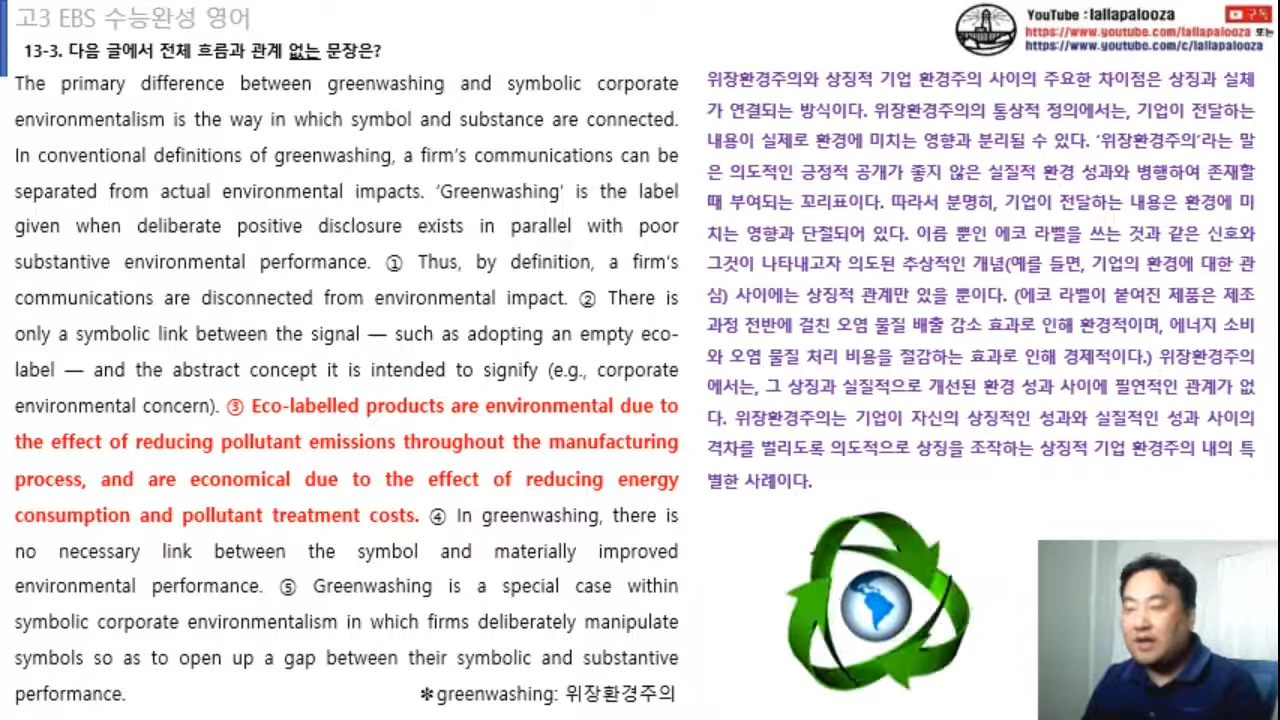 고3 EBS 수능완성 영어
YouTube : lallapalooza
구독
https://www.youtube.com/lallapalooza 또는
https://www.youtube.com/c/lallapalooza
13-3. 다음 글에서 전체 흐름과 관계 없는 문장은?
The primary difference between greenwashing and symbolic corporate
environmentalism is the way in which symbol and substance are connected.
In conventional definitions of greenwashing, a firm's communications can be
separated from actual environmental impacts. ‘Greenwashing’ is the label
given when deliberate positive disclosure exists in parallel with poor
substantive environmental performance. ① Thus, by definition, a firm's
communications are disconnected from environmental impact. ② There is
only a symbolic link between the signal — such as adopting an empty eco-
label — and the abstract concept it is intended to signify (e.g., corporate
environmental concern). ③ Eco-labelled products are environmental due to
the effect of reducing pollutant emissions throughout the manufacturing
process, and are economical due to the effect of reducing energy
consumption and pollutant treatment costs. ④ In greenwashing, there is
no necessary link between the symbol and materially improved
environmental performance. ⑤ Greenwashing is a special case within
symbolic corporate environmentalism in which firms deliberately manipulate
symbols so as to open up a gap between their symbolic and substantive
performance.
✻greenwashing: 위장환경주의
위장환경주의와 상징적 기업 환경주의 사이의 주요한 차이점은 상징과 실체
가 연결되는 방식이다. 위장환경주의의 통상적 정의에서는, 기업이 전달하는
내용이 실제로 환경에 미치는 영향과 분리될 수 있다. ‘위장환경주의’라는 말
은 의도적인 긍정적 공개가 좋지 않은 실질적 환경 성과와 병행하여 존재할
때 부여되는 꼬리표이다. 따라서 분명히, 기업이 전달하는 내용은 환경에 미
치는 영향과 단절되어 있다. 이름 뿐인 에코 라벨을 쓰는 것과 같은 신호와
그것이 나타내고자 의도된 추상적인 개념(예를 들면, 기업의 환경에 대한 관
심) 사이에는 상징적 관계만 있을 뿐이다. (에코 라벨이 붙여진 제품은 제조
과정 전반에 걸친 오염 물질 배출 감소 효과로 인해 환경적이며, 에너지 소비
와 오염 물질 처리 비용을 절감하는 효과로 인해 경제적이다.) 위장환경주의
에서는, 그 상징과 실질적으로 개선된 환경 성과 사이에 필연적인 관계가 없
다. 위장환경주의는 기업이 자신의 상징적인 성과와 실질적인 성과 사이의
격차를 벌리도록 의도적으로 상징을 조작하는 상징적 기업 환경주의 내의 특
별한 사례이다.